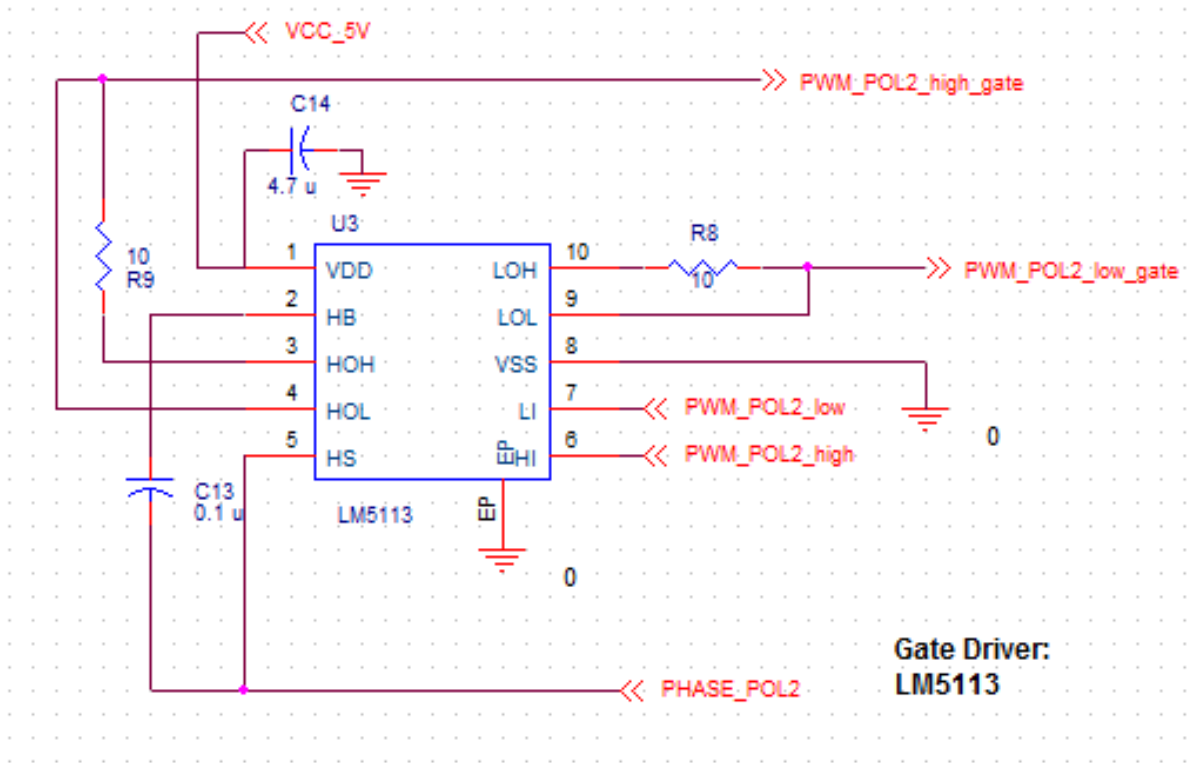 VCC_5V
PWM_POL2_high_gate
C14
4.7 u
U3
10
R9
R8
10
1
VDD
LOH
10
PWM_POL2_low_gate
2
HB
LOL
9
3
HOH
VSS
8
4
HOL
LI
7
PWM_POL2_low
5
HS
EP
HI
6
PWM_POL2_high
0
C13
0.1 u
LM5113
EP
0
Gate Driver:
LM5113
PHASE_POL2